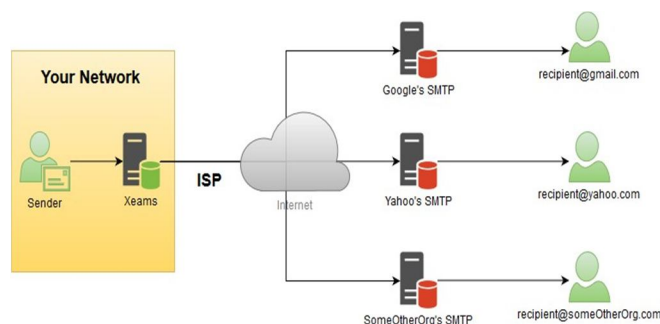 Your Network
Sender
Xeams
ISP
Internet
Google's SMTP
recipient@gmail.com
Yahoo's SMTP
recipient@yahoo.com
SomeOtherOrg's SMTP
recipient@someOtherOrg.com